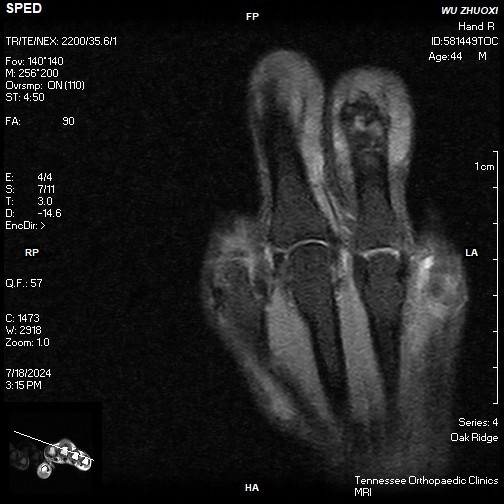 SPED
FP
WU ZHUOXI
Hand R
TR/TE/NEX: 2200/35.6/1
ID:581449TOC
Age:44 M
Fov: 140*140
M: 256*200
Ovrsmp: ON (110)
ST: 4:50
FA: 90
1cm
E: 4/4
S: 7/11
T: 3.0
D: -14.6
EncDir: >
RP
LA
Q.F.: 57
C: 1473
W: 2918
Zoom: 1.0
7/18/2024
3:15 PM
Series: 4
Oak Ridge
Tennessee Orthopaedic Clinics
MRI
HA